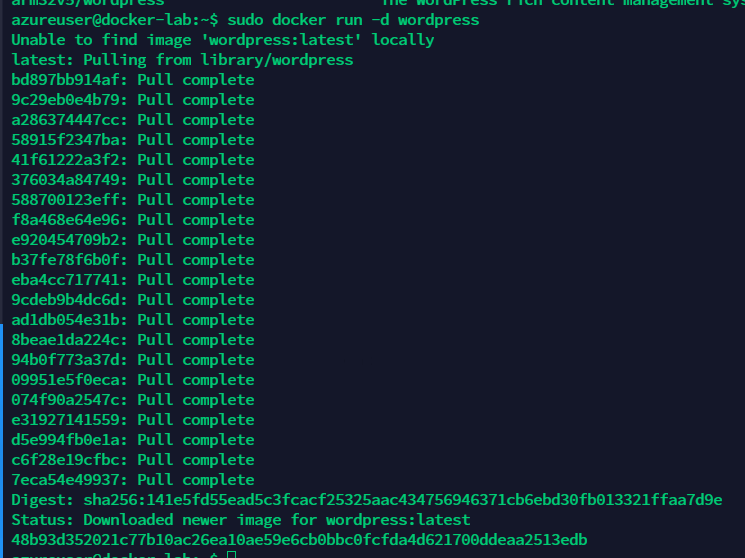 arm32v5/wordpress The WordPress rich content management sy
azureuser@docker-lab:~$ sudo docker run -d wordpress
Unable to find image 'wordpress:latest' locally
latest: Pulling from library/wordpress
bd897bb914af: Pull complete
9c29eb0e4b79: Pull complete
a286374447cc: Pull complete
58915f2347ba: Pull complete
41f61222a3f2: Pull complete
376034a84749: Pull complete
588700123eff: Pull complete
f8a468e64e96: Pull complete
e920454709b2: Pull complete
b37fe78f6b0f: Pull complete
eba4cc717741: Pull complete
9cdeb9b4dc6d: Pull complete
ad1db054e31b: Pull complete
8beae1da224c: Pull complete
94b0f773a37d: Pull complete
09951e5f0eca: Pull complete
074f90a2547c: Pull complete
e31927141559: Pull complete
d5e994fb0e1a: Pull complete
c6f28e19cfbc: Pull complete
7eca54e49937: Pull complete
Digest: sha256:141e5fd55ead5c3fcacf25325aac434756946371cb6ebd30fb013321ffaa7d9e
Status: Downloaded newer image for wordpress:latest
48b93d352021c77b10ac26ea10ae59e6cb0bbc0fcfda4d621700ddeaa2513edb
azureuser@docker-lab:~$